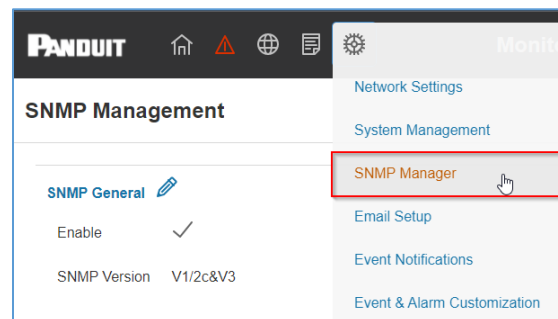 PANDUIT
Monit
SNMP Management
SNMP General
Enable
SNMP Version V1/2c&V3
Network Settings
System Management
SNMP Manager
Email Setup
Event Notifications
Event & Alarm Customization